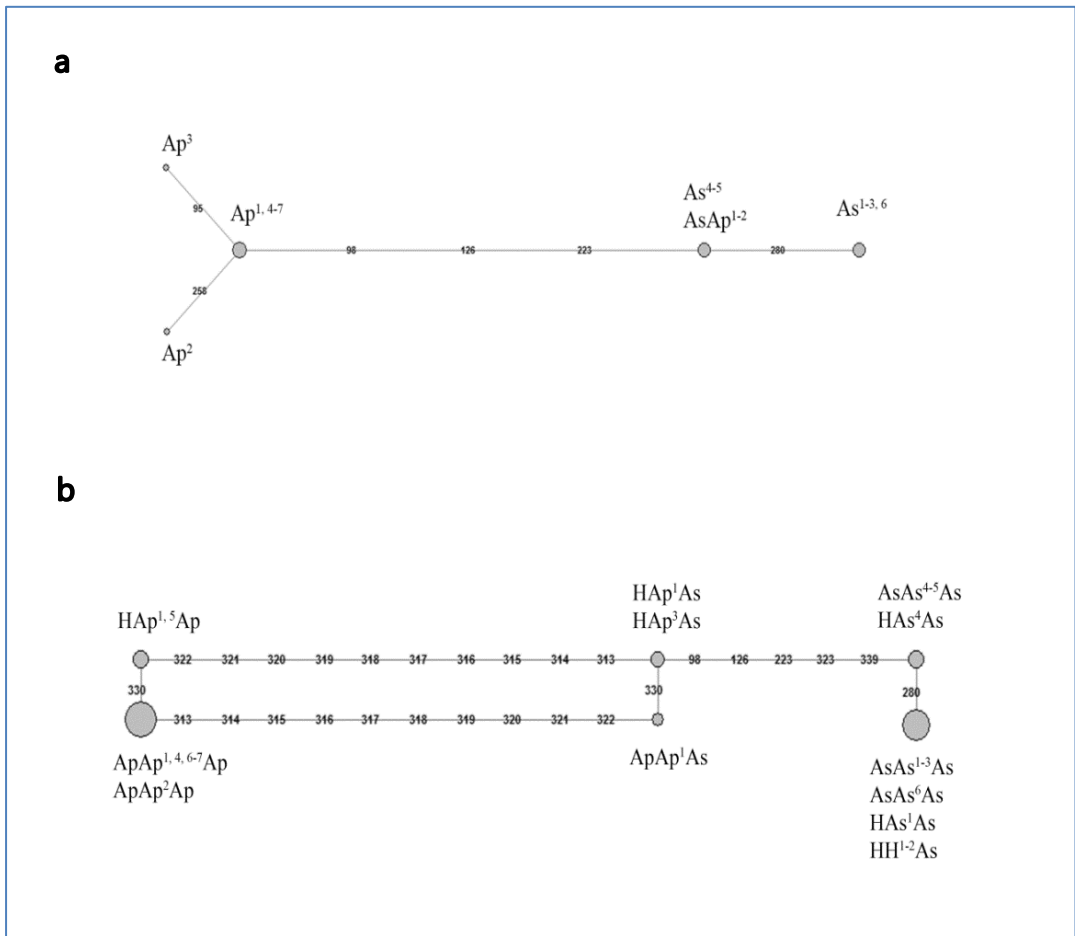 a
Ap³
95
Ap¹, ⁴⁻⁷
As⁴⁻⁵
AsAp¹⁻²
As¹⁻³, ⁶
98 126 223 280
258
Ap²
b
HAp¹, ⁵Ap
HAp¹As
HAp³As
AsAs⁴⁻⁵As
HAs⁴As
322 321 320 319 318 317 316 315 314 313 98 126 223 323 339
330 330 280
313 314 315 316 317 318 319 320 321 322
ApAp¹, ⁴, ⁶⁻⁷Ap
ApAp²Ap
ApAp¹As
AsAs¹⁻³As
AsAs⁶As
HAs¹As
HH¹⁻²As